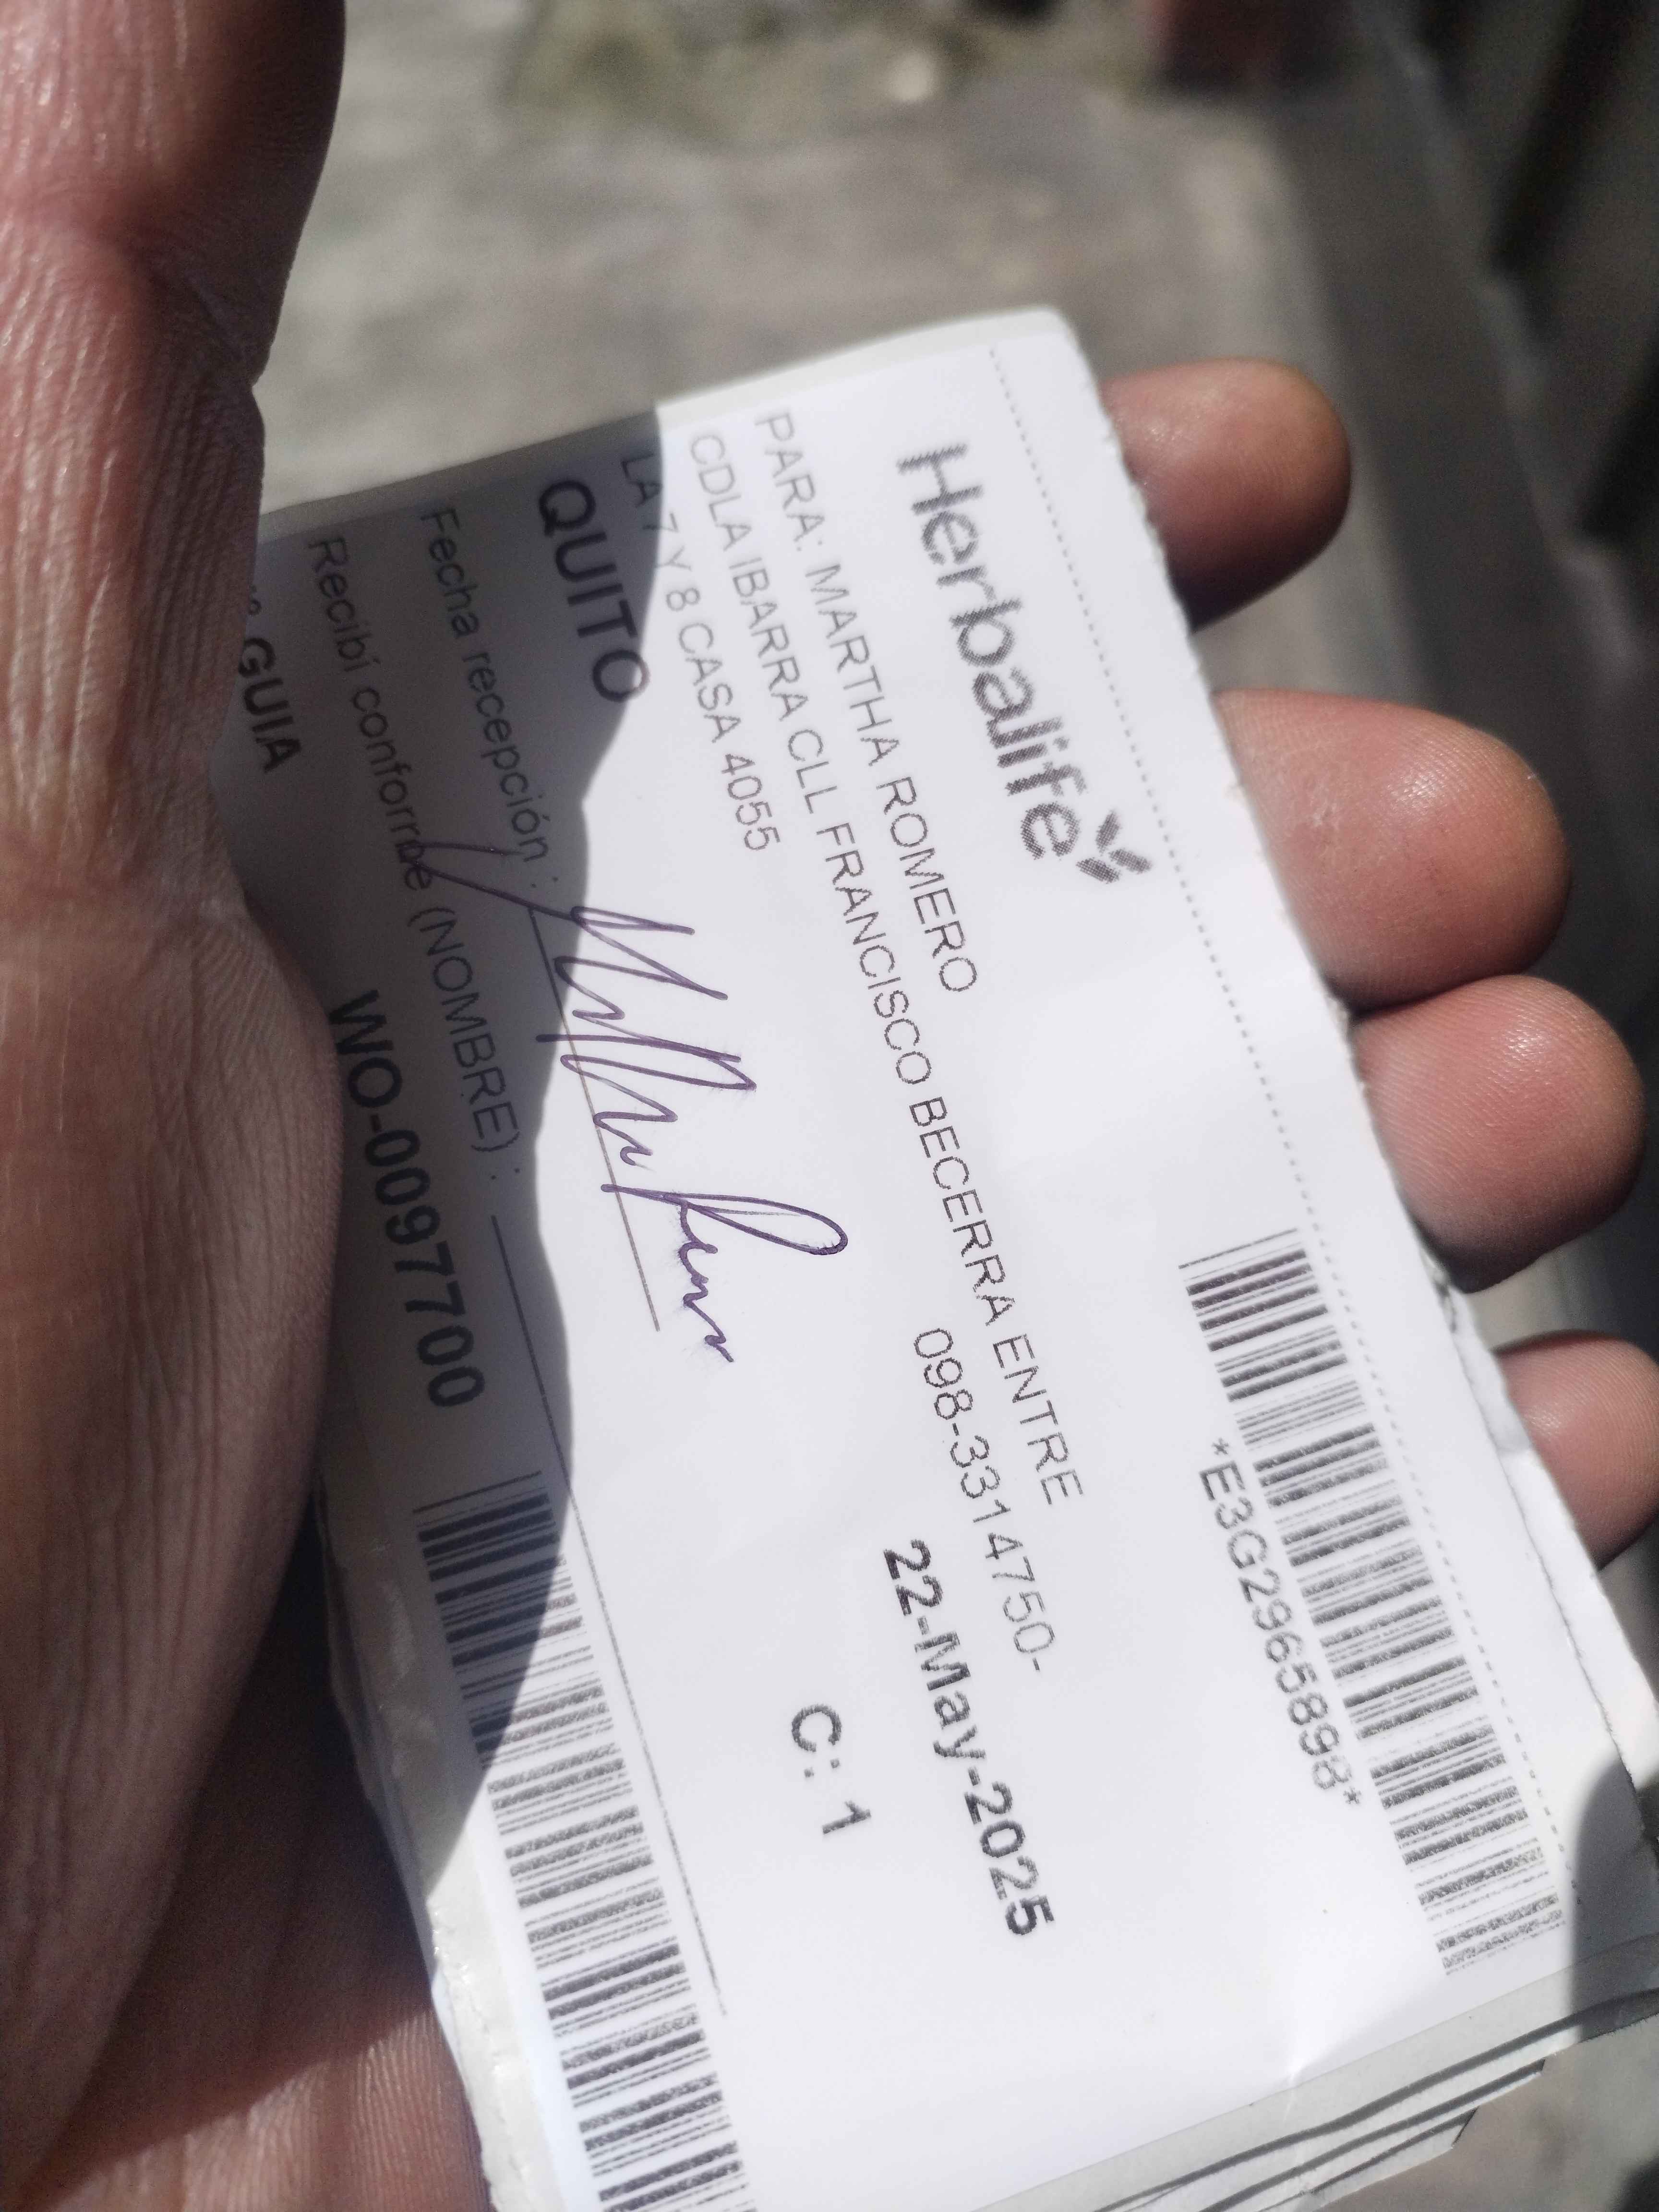 Herbalife
*E3G2965898*
PARA: MARTHA ROMERO
CDLA IBARRA CLL FRANCISCO BECERRA ENTRE
LA 7 Y 8 CASA 4055
098-3314750-
QUITO
22-May-2025
Fecha recepción :
C: 1
Recibí conforme (NOMBRE) :
GUIA
WO-0097700